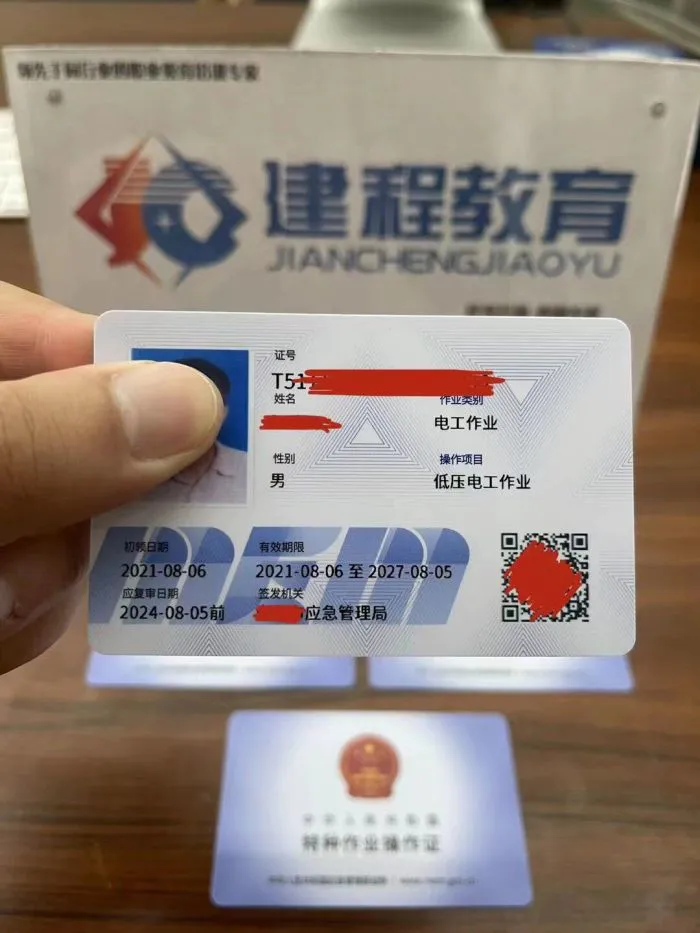 建程教育
JIANCHENGJIAOYU
证号
T51
姓名
作业类别
电工作业
性别
操作项目
男
低压电工作业
初领日期
有效期限
2021-08-06
2021-08-06 至 2027-08-05
应复审日期
签发机关
2024-08-05前
应急管理局
特种作业操作证